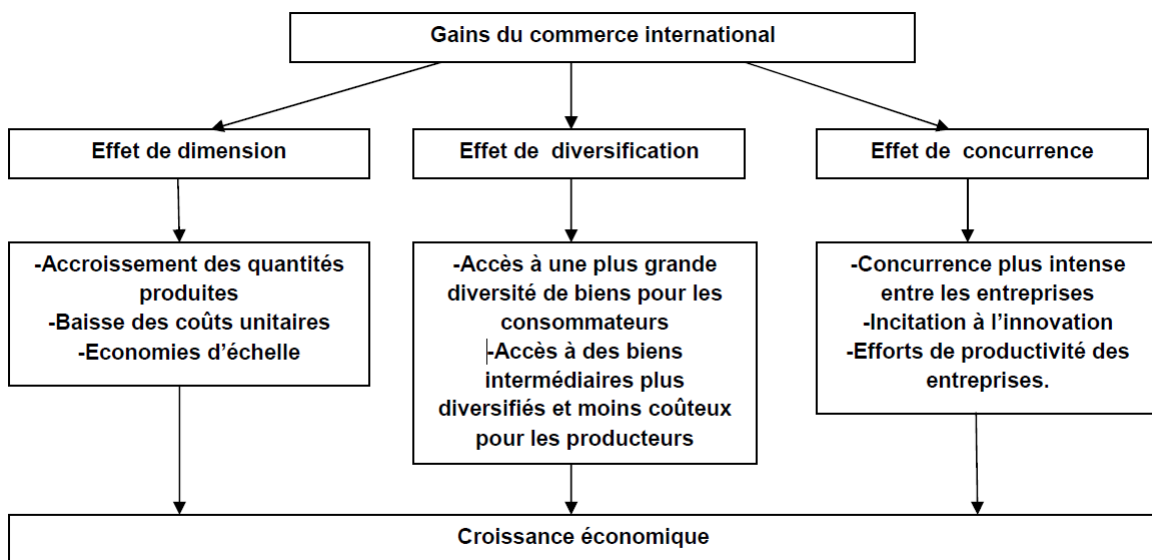 Gains du commerce international
Effet de dimension
Effet de diversification
Effet de concurrence
-Accroissement des quantités
produites
-Baisse des coûts unitaires
-Economies d'échelle
-Accès à une plus grande
diversité de biens pour les
consommateurs
-Accès à des biens
intermédiaires plus
diversifiés et moins coûteux
pour les producteurs
-Concurrence plus intense
entre les entreprises
-Incitation à l'innovation
-Efforts de productivité des
entreprises.
Croissance économique